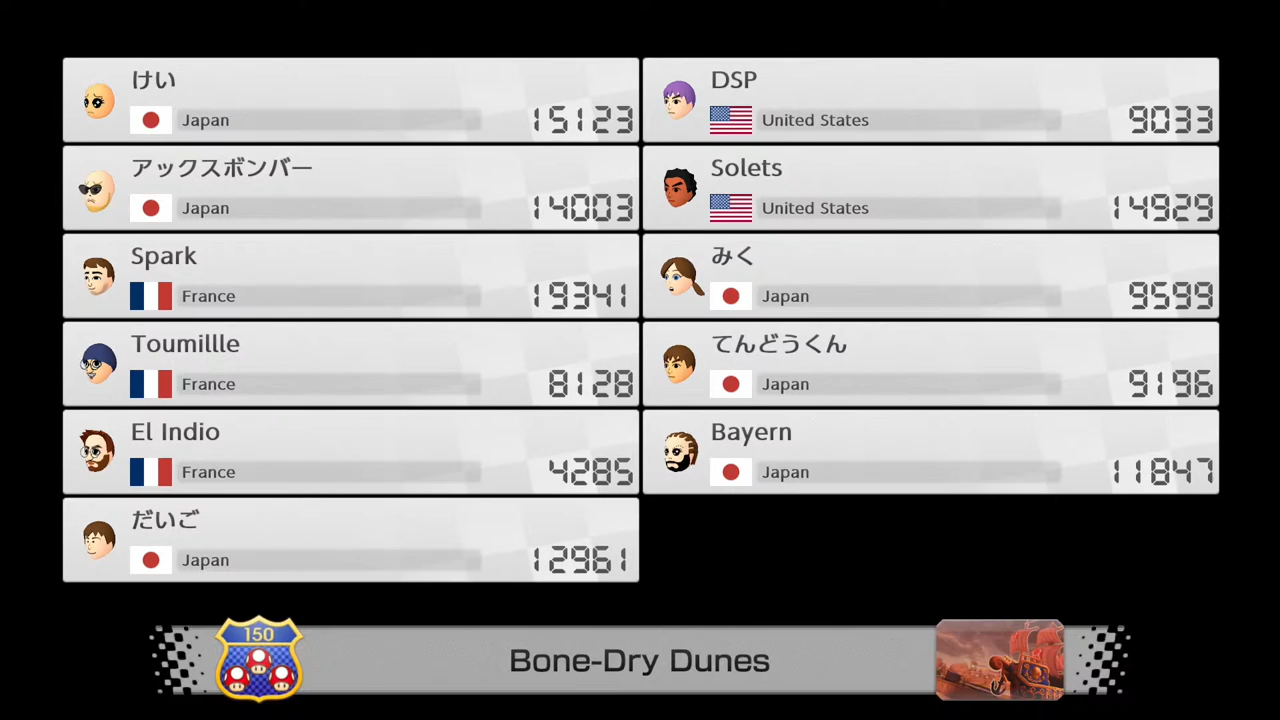 けい
Japan 15123
アックスボンバー
Japan 14003
Spark
France 19341
Toumillle
France 8128
El Indio
France 4285
だいご
Japan 12961
DSP
United States 9033
Solets
United States 14929
みく
Japan 9599
てんどうくん
Japan 9196
Bayern
Japan 11847
150
Bone-Dry Dunes